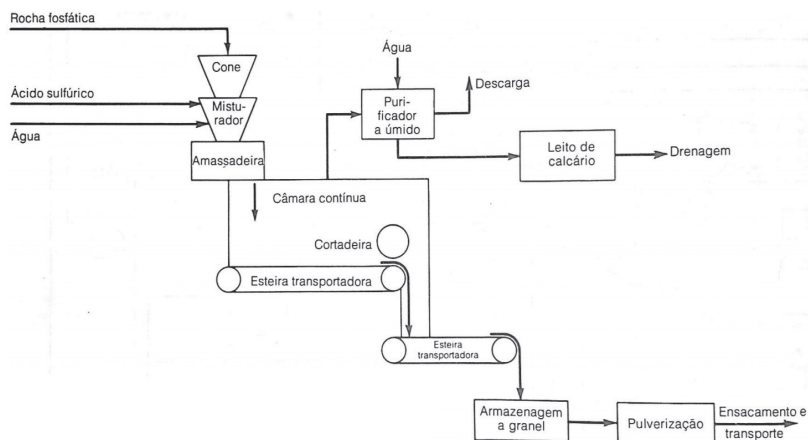 Rocha fosfática
Cone
Ácido sulfúrico
Mistu-
rador
Água
Amassadeira
Água
Puri-
ficador
a úmido
Descarga
Leito de
calcário
Drenagem
Câmara contínua
Cortadeira
Esteira transportadora
Esteira
transportadora
Armazenagem
a granel
Pulverização
Ensacamento e
transporte